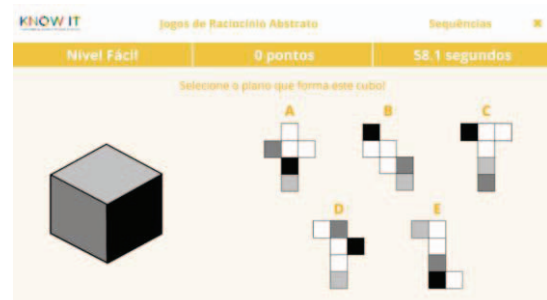 KNOW IT
Jogos de Raciocínio Abstrato
Sequências
×
Nível Fácil
0 pontos
58.1 segundos
Selecione o plano que forma este cubo!
A
B
C
D
E